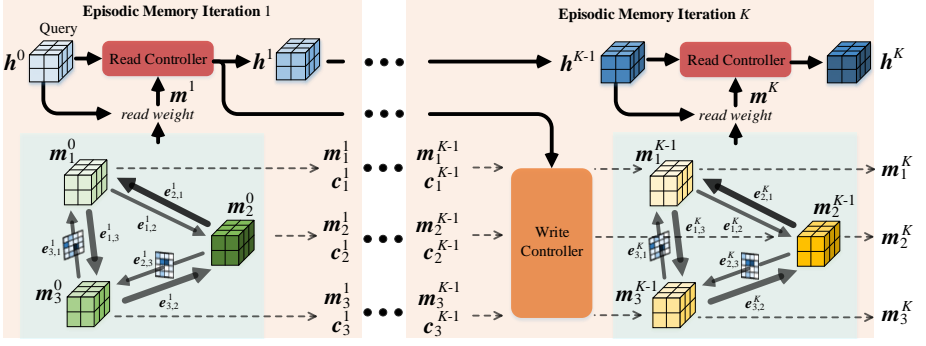 Episodic Memory Iteration 1
Query
h^0
Read Controller
h^1
m^1
read weight
m_1^0
m_2^0
m_3^0
e_{2,1}^1
e_{1,2}^1
e_{1,3}^1
e_{3,1}^1
e_{2,3}^1
e_{3,2}^1
m_1^1
c_1^1
m_2^1
c_2^1
m_3^1
c_3^1
Episodic Memory Iteration K
h^{K-1}
Read Controller
h^K
m^K
read weight
m_1^{K-1}
c_1^{K-1}
m_2^{K-1}
c_2^{K-1}
m_3^{K-1}
c_3^{K-1}
Write
Controller
m_1^{K-1}
m_2^{K-1}
m_3^{K-1}
e_{2,1}^K
e_{1,2}^K
e_{1,3}^K
e_{3,1}^K
e_{2,3}^K
e_{3,2}^K
m_1^K
m_2^K
m_3^K